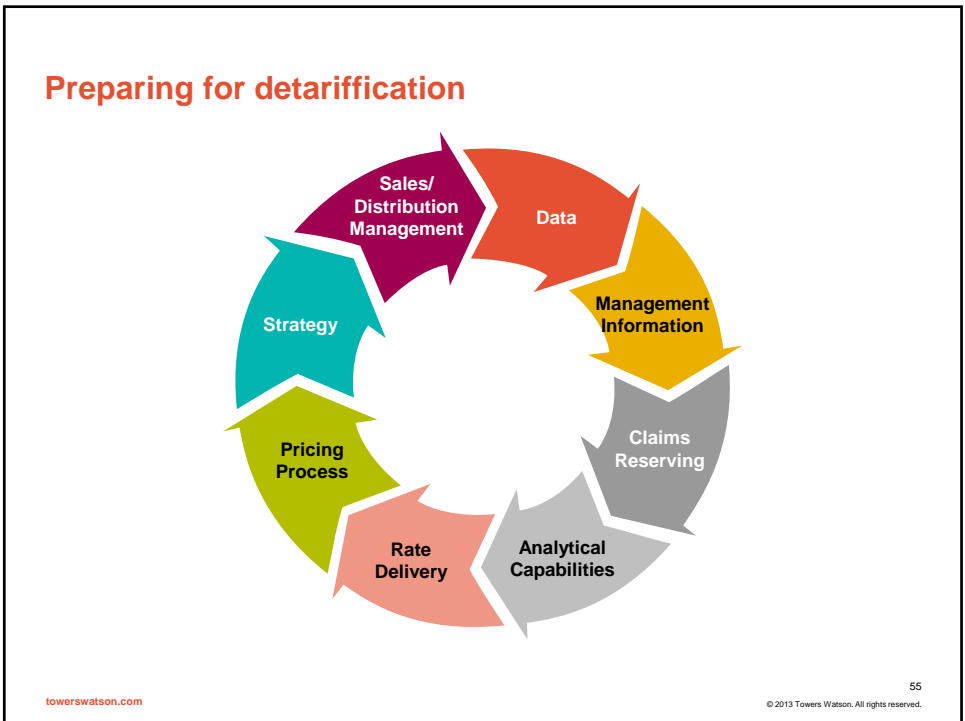 Preparing for detariffication
Sales/
Distribution
Management
Data
Management
Information
Claims
Reserving
Analytical
Capabilities
Rate
Delivery
Pricing
Process
Strategy
towerswatson.com
55
© 2013 Towers Watson. All rights reserved.